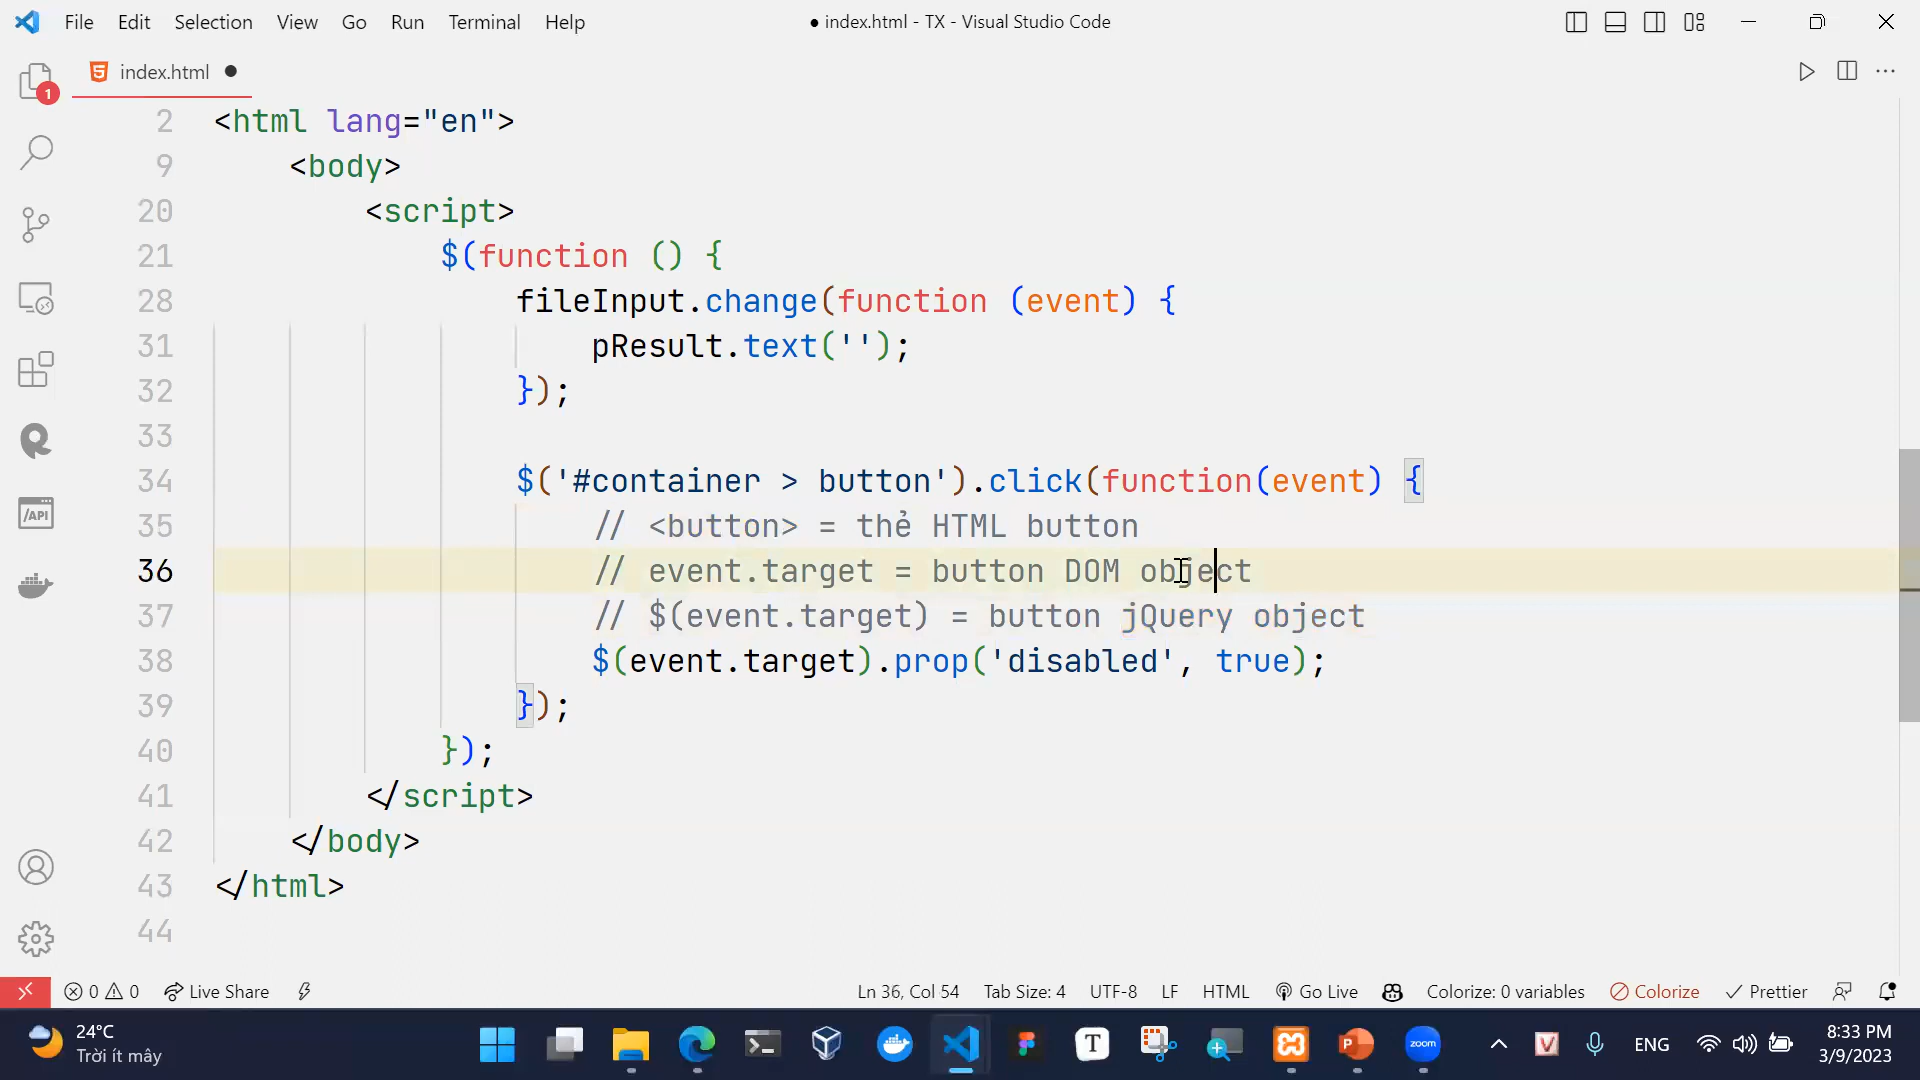 File Edit Selection View Go Run Terminal Help
● index.html - TX - Visual Studio Code
index.html ●
1
2 <html lang="en">
9 <body>
20 <script>
21 $(function () {
28 fileInput.change(function (event) {
31 pResult.text('');
32 });
33
34 $('#container > button').click(function(event) {
35 // <button> = thẻ HTML button
36 // event.target = button DOM object
37 // $(event.target) = button jQuery object
38 $(event.target).prop('disabled', true);
39 });
40 });
41 </script>
42 </body>
43 </html>
44
/API
0 0 Live Share Ln 36, Col 54 Tab Size: 4 UTF-8 LF HTML Go Live Colorize: 0 variables Colorize Prettier
24°C
Trời ít mây
T
zoom
V
ENG
8:33 PM
3/9/2023